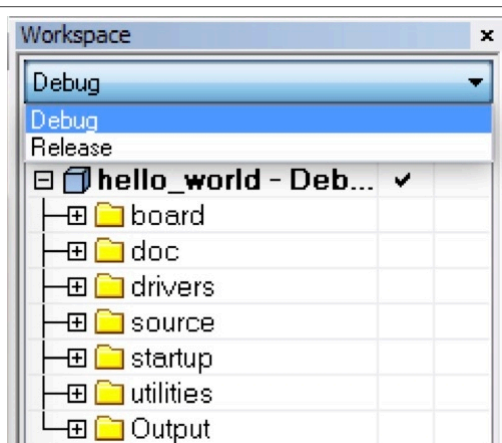 Workspace
Debug
Debug
Release
hello_world - Deb...
board
doc
drivers
source
startup
utilities
Output